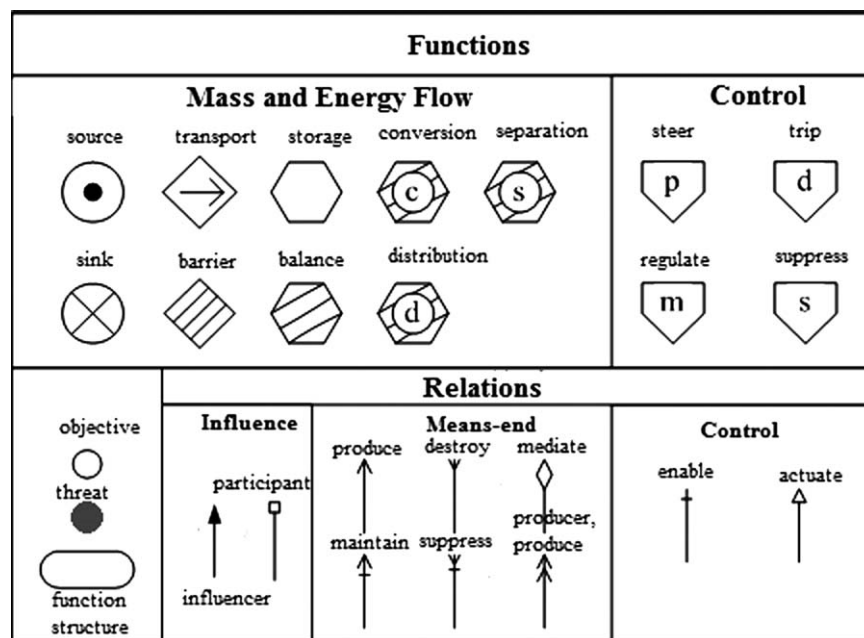 Functions
Mass and Energy Flow
Control
source transport storage conversion separation
steer trip
c s
p d
sink barrier balance distribution
regulate suppress
d
m s
Relations
objective
threat
function
structure
Influence
participant
influencer
Means-end
produce destroy mediate
producer,
maintain suppress produce
Control
enable actuate